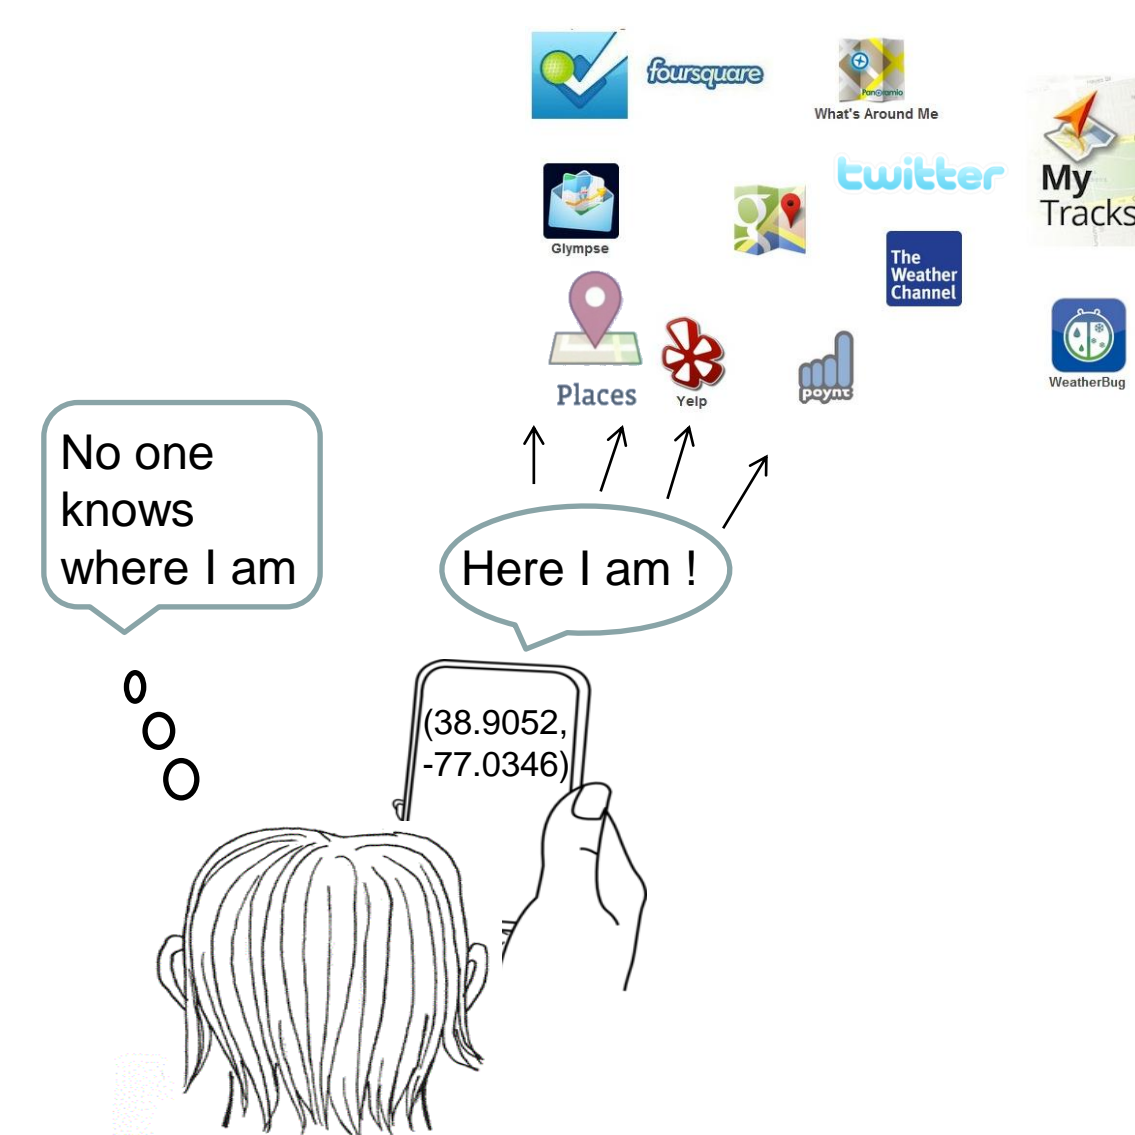 foursquare
Panoramio
What's Around Me
twitter
My
Tracks
Glympse
g
The
Weather
Channel
Places
Yelp
poynt
WeatherBug
No one
knows
where I am
Here I am !
(38.9052,
-77.0346)